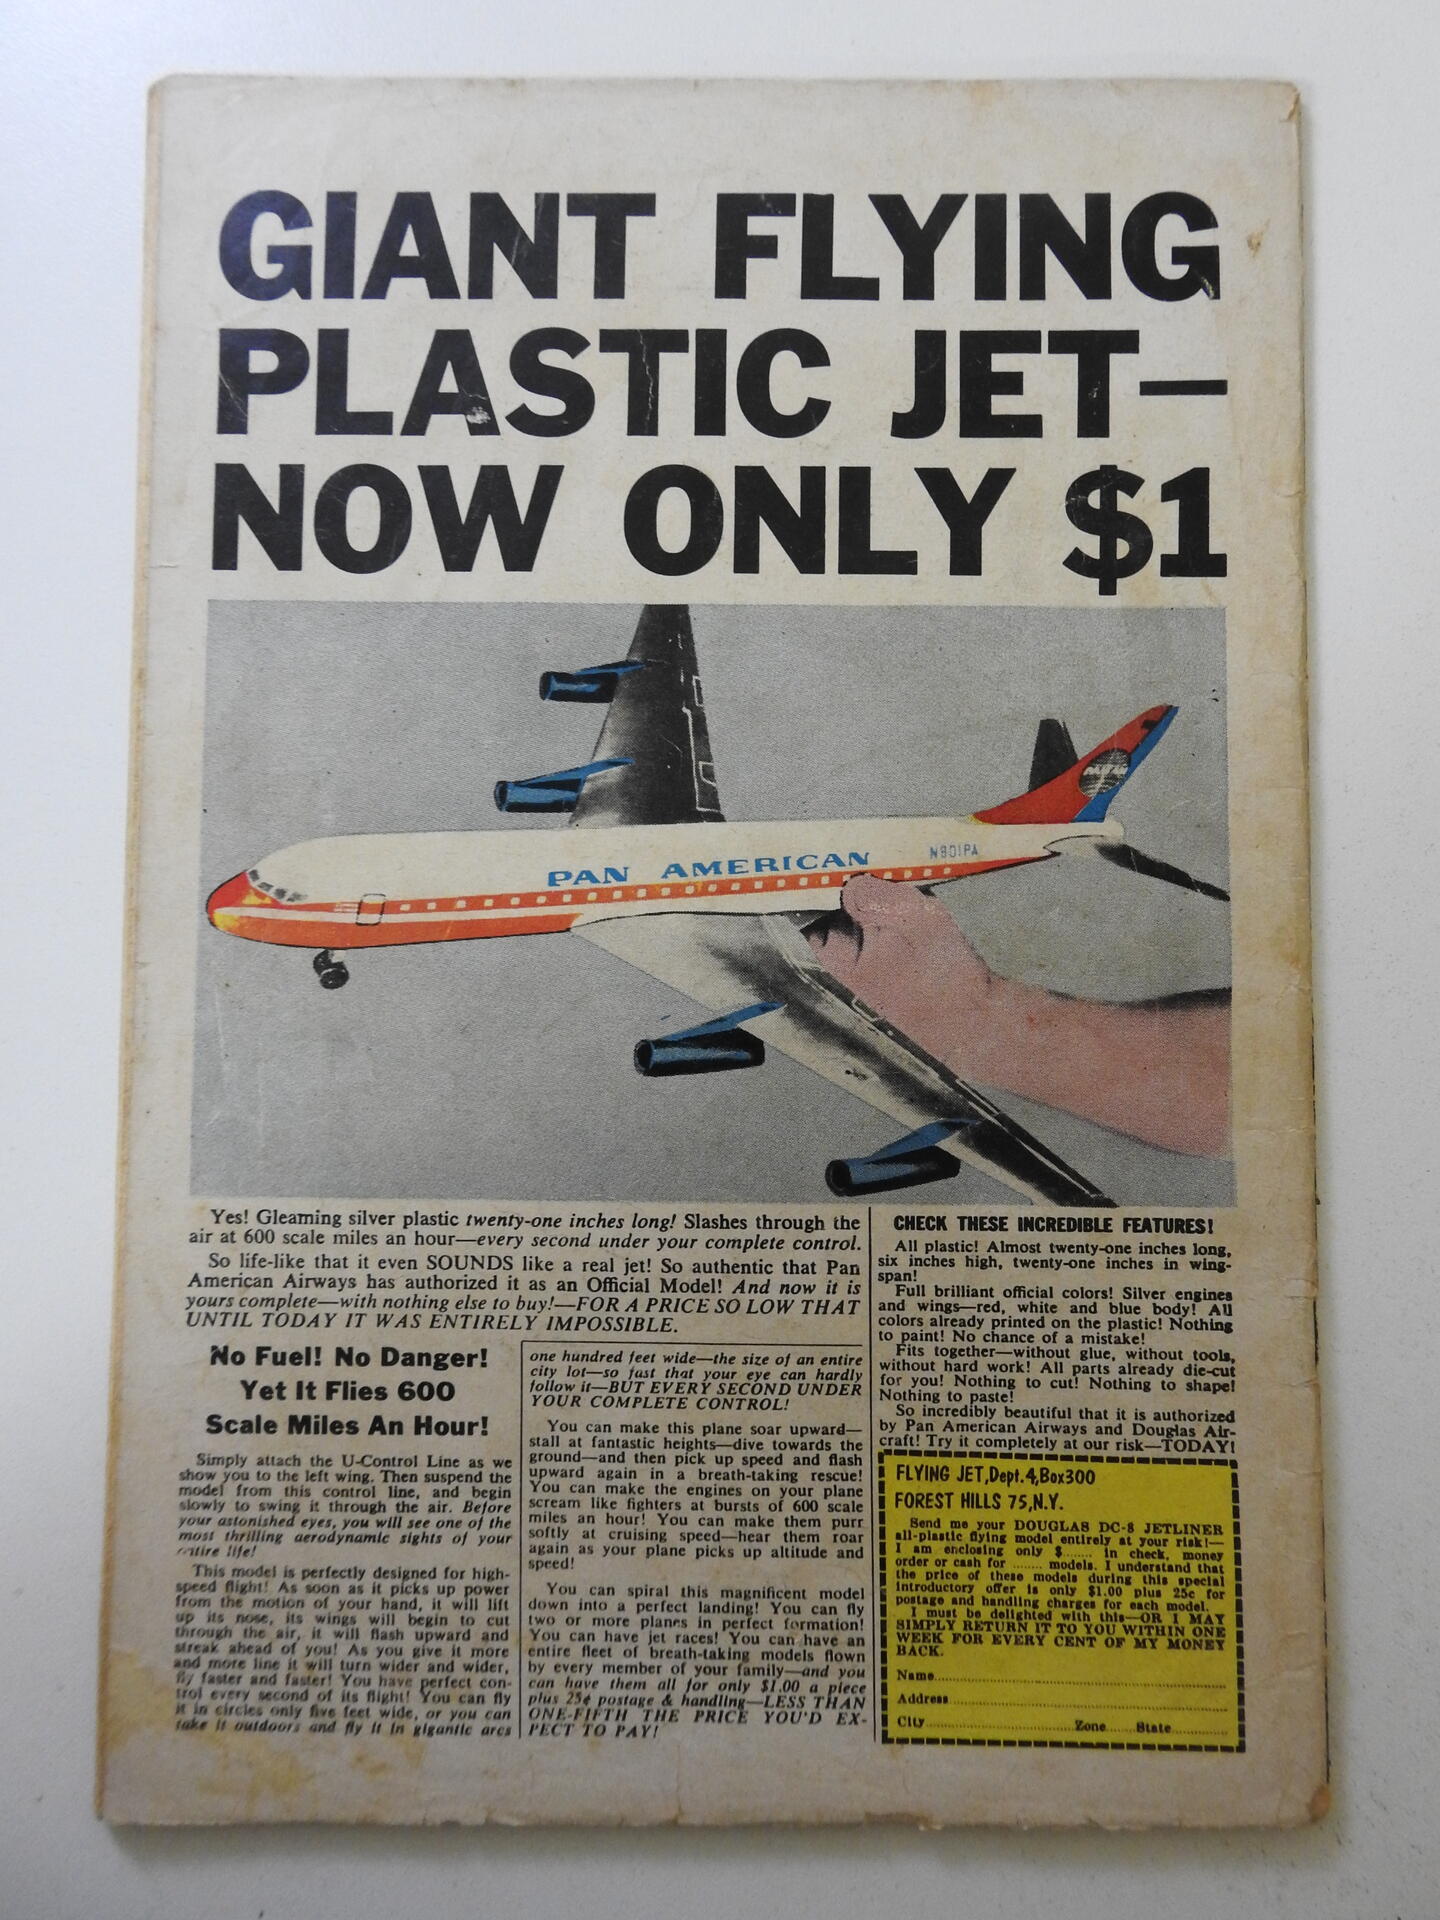 GIANT FLYING
PLASTIC JET—
NOW ONLY $1
PAN AMERICAN
N801PA
Yes! Gleaming silver plastic twenty-one inches long! Slashes through the
air at 600 scale miles an hour—every second under your complete control.
So life-like that it even SOUNDS like a real jet! So authentic that Pan
American Airways has authorized it as an Official Model! And now it is
yours complete—with nothing else to buy!—FOR A PRICE SO LOW THAT
UNTIL TODAY IT WAS ENTIRELY IMPOSSIBLE.
No Fuel! No Danger!
Yet It Flies 600
Scale Miles An Hour!
Simply attach the U-Control Line as we
show you to the left wing. Then suspend the
model from this control line, and begin
slowly to swing it through the air. Before
your astonished eyes, you will see one of the
most thrilling aerodynamic sights of your
entire life!
This model is perfectly designed for high-
speed flight! As soon as it picks up power
from the motion of your hand, it will lift
up its nose, its wings will begin to cut
through the air, it will flash upward and
streak ahead of you! As you give it more
and more line it will turn wider and wider,
fly faster and faster! You have perfect con-
trol every second of its flight! You can fly
it in circles only five feet wide, or you can
take it outdoors and fly it in gigantic arcs
one hundred feet wide—the size of an entire
city lot—so fast that your eye can hardly
follow it—BUT EVERY SECOND UNDER
YOUR COMPLETE CONTROL!
You can make this plane soar upward—
stall at fantastic heights—dive towards the
ground—and then pick up speed and flash
upward again in a breath-taking rescue!
You can make the engines on your plane
scream like fighters at bursts of 600 scale
miles an hour! You can make them purr
softly at cruising speed—hear them roar
again as your plane picks up altitude and
speed!
You can spiral this magnificent model
down into a perfect landing! You can fly
two or more planes in perfect formation!
You can have jet races! You can have an
entire fleet of breath-taking models flown
by every member of your family—and you
can have them all for only $1.00 a piece
plus 25¢ postage & handling—LESS THAN
ONE-FIFTH THE PRICE YOU'D EX-
PECT TO PAY!
CHECK THESE INCREDIBLE FEATURES!
All plastic! Almost twenty-one inches long,
six inches high, twenty-one inches in wing-
span!
Full brilliant official colors! Silver engines
and wings—red, white and blue body! All
colors already printed on the plastic! Nothing
to paint! No chance of a mistake!
Fits together—without glue, without tools,
without hard work! All parts already die-cut
for you! Nothing to cut! Nothing to shape!
Nothing to paste!
So incredibly beautiful that it is authorized
by Pan American Airways and Douglas Air-
craft! Try it completely at our risk—TODAY!
FLYING JET, Dept. 4, Box 300
FOREST HILLS 75, N.Y.
Send me your DOUGLAS DC-8 JETLINER
all-plastic flying model entirely at your risk!—
I am enclosing only $....... in check, money
order or cash for ....... models. I understand that
the price of these models during this special
introductory offer is only $1.00 plus 25c for
postage and handling charges for each model.
I must be delighted with this—OR I MAY
SIMPLY RETURN IT TO YOU WITHIN ONE
WEEK FOR EVERY CENT OF MY MONEY
BACK.
Name
Address
City Zone State